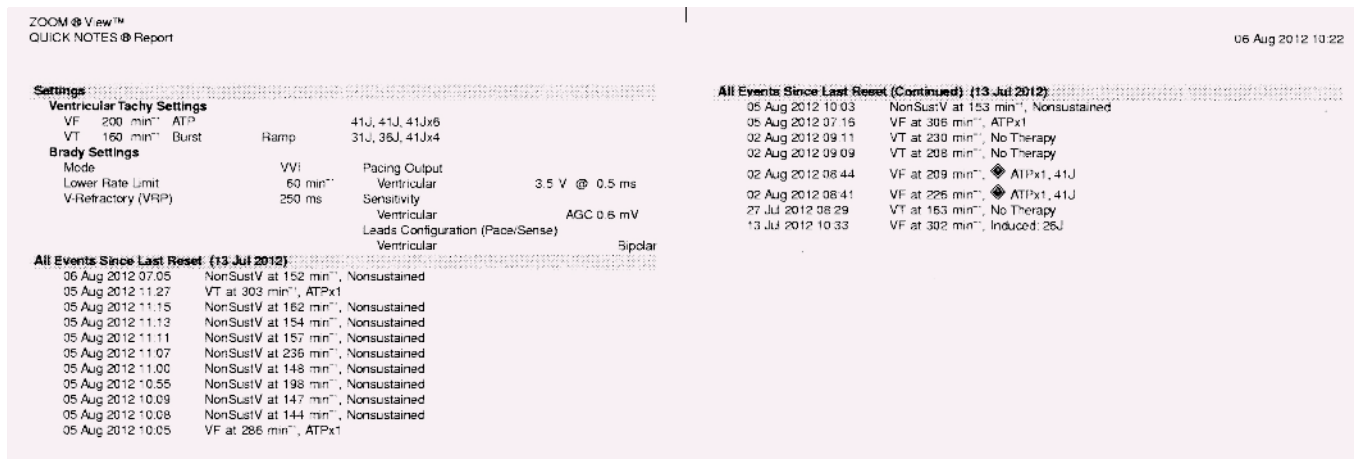 ZOOM ® View™
QUICK NOTES ® Report
06 Aug 2012 10:22
Settings
Ventricular Tachy Settings
VF 200 min⁻¹ ATP 41J, 41J, 41Jx6
VT 160 min⁻¹ Burst Ramp 31J, 36J, 41Jx4
Brady Settings
Mode VVI Pacing Output
Lower Rate Limit 60 min⁻¹ Ventricular 3.5 V @ 0.5 ms
V-Refractory (VRP) 250 ms Sensitivity
Ventricular AGC 0.6 mV
Leads Configuration (Pace/Sense)
Ventricular Bipolar
All Events Since Last Reset (13 Jul 2012)
06 Aug 2012 07:05 NonSustV at 152 min⁻¹, Nonsustained
05 Aug 2012 11:27 VT at 303 min⁻¹, ATPx1
05 Aug 2012 11:15 NonSustV at 162 min⁻¹, Nonsustained
05 Aug 2012 11:13 NonSustV at 154 min⁻¹, Nonsustained
05 Aug 2012 11:11 NonSustV at 157 min⁻¹, Nonsustained
05 Aug 2012 11:07 NonSustV at 236 min⁻¹, Nonsustained
05 Aug 2012 11:00 NonSustV at 148 min⁻¹, Nonsustained
05 Aug 2012 10:55 NonSustV at 198 min⁻¹, Nonsustained
05 Aug 2012 10:09 NonSustV at 147 min⁻¹, Nonsustained
05 Aug 2012 10:08 NonSustV at 144 min⁻¹, Nonsustained
05 Aug 2012 10:05 VF at 286 min⁻¹, ATPx1
All Events Since Last Reset (Continued) (13 Jul 2012)
05 Aug 2012 10:03 NonSustV at 153 min⁻¹, Nonsustained
05 Aug 2012 07:16 VF at 306 min⁻¹, ATPx1
02 Aug 2012 09:11 VT at 230 min⁻¹, No Therapy
02 Aug 2012 09:09 VT at 208 min⁻¹, No Therapy
02 Aug 2012 08:44 VF at 209 min⁻¹, ATPx1, 41J
02 Aug 2012 08:41 VF at 226 min⁻¹, ATPx1, 41J
27 Jul 2012 08:29 VT at 163 min⁻¹, No Therapy
13 Jul 2012 10:33 VF at 302 min⁻¹, Induced: 26J